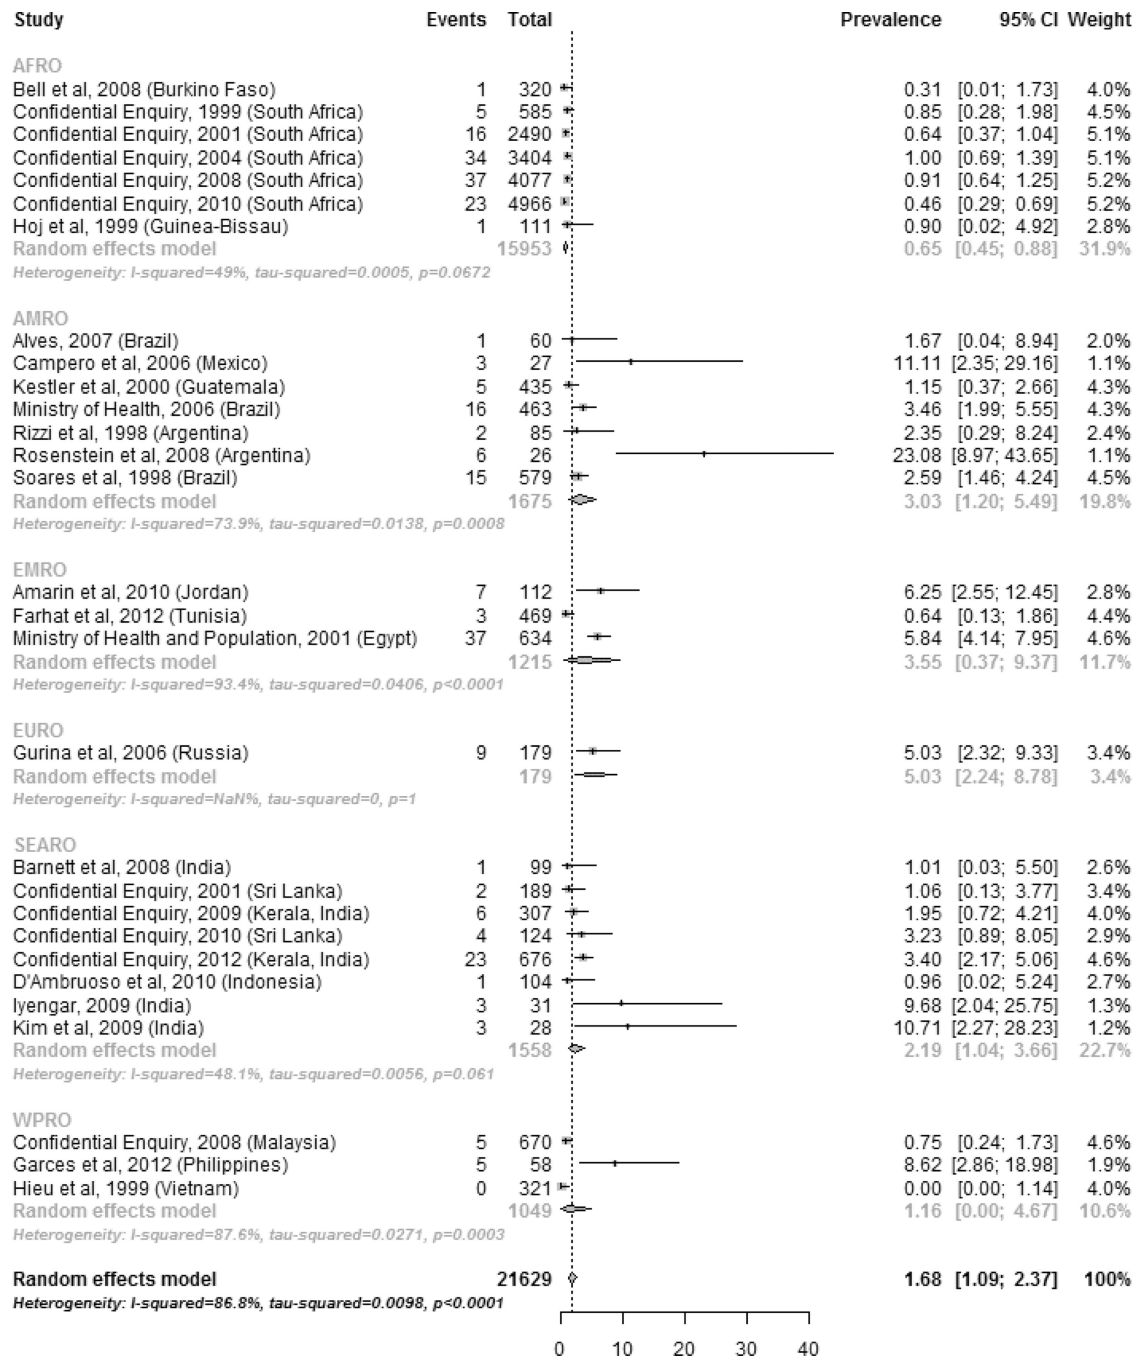 Study Events Total Prevalence 95% CI Weight
AFRO
Bell et al, 2008 (Burkino Faso) 1 320 0.31 [0.01; 1.73] 4.0%
Confidential Enquiry, 1999 (South Africa) 5 585 0.85 [0.28; 1.98] 4.5%
Confidential Enquiry, 2001 (South Africa) 16 2490 0.64 [0.37; 1.04] 5.1%
Confidential Enquiry, 2004 (South Africa) 34 3404 1.00 [0.69; 1.39] 5.1%
Confidential Enquiry, 2008 (South Africa) 37 4077 0.91 [0.64; 1.25] 5.2%
Confidential Enquiry, 2010 (South Africa) 23 4966 0.46 [0.29; 0.69] 5.2%
Hoj et al, 1999 (Guinea-Bissau) 1 111 0.90 [0.02; 4.92] 2.8%
Random effects model 15953 0.65 [0.45; 0.88] 31.9%
Heterogeneity: I-squared=49%, tau-squared=0.0005, p=0.0672
AMRO
Alves, 2007 (Brazil) 1 60 1.67 [0.04; 8.94] 2.0%
Campero et al, 2006 (Mexico) 3 27 11.11 [2.35; 29.16] 1.1%
Kestler et al, 2000 (Guatemala) 5 435 1.15 [0.37; 2.66] 4.3%
Ministry of Health, 2006 (Brazil) 16 463 3.46 [1.99; 5.55] 4.3%
Rizzi et al, 1998 (Argentina) 2 85 2.35 [0.29; 8.24] 2.4%
Rosenstein et al, 2008 (Argentina) 6 26 23.08 [8.97; 43.65] 1.1%
Soares et al, 1998 (Brazil) 15 579 2.59 [1.46; 4.24] 4.5%
Random effects model 1675 3.03 [1.20; 5.49] 19.8%
Heterogeneity: I-squared=73.9%, tau-squared=0.0138, p=0.0008
EMRO
Amarin et al, 2010 (Jordan) 7 112 6.25 [2.55; 12.45] 2.8%
Farhat et al, 2012 (Tunisia) 3 469 0.64 [0.13; 1.86] 4.4%
Ministry of Health and Population, 2001 (Egypt) 37 634 5.84 [4.14; 7.95] 4.6%
Random effects model 1215 3.55 [0.37; 9.37] 11.7%
Heterogeneity: I-squared=93.4%, tau-squared=0.0406, p<0.0001
EURO
Gurina et al, 2006 (Russia) 9 179 5.03 [2.32; 9.33] 3.4%
Random effects model 179 5.03 [2.24; 8.78] 3.4%
Heterogeneity: I-squared=NaN%, tau-squared=0, p=1
SEARO
Barnett et al, 2008 (India) 1 99 1.01 [0.03; 5.50] 2.6%
Confidential Enquiry, 2001 (Sri Lanka) 2 189 1.06 [0.13; 3.77] 3.4%
Confidential Enquiry, 2009 (Kerala, India) 6 307 1.95 [0.72; 4.21] 4.0%
Confidential Enquiry, 2010 (Sri Lanka) 4 124 3.23 [0.89; 8.05] 2.9%
Confidential Enquiry, 2012 (Kerala, India) 23 676 3.40 [2.17; 5.06] 4.6%
D'Ambruoso et al, 2010 (Indonesia) 1 104 0.96 [0.02; 5.24] 2.7%
Iyengar, 2009 (India) 3 31 9.68 [2.04; 25.75] 1.3%
Kim et al, 2009 (India) 3 28 10.71 [2.27; 28.23] 1.2%
Random effects model 1558 2.19 [1.04; 3.66] 22.7%
Heterogeneity: I-squared=48.1%, tau-squared=0.0056, p=0.061
WPRO
Confidential Enquiry, 2008 (Malaysia) 5 670 0.75 [0.24; 1.73] 4.6%
Garces et al, 2012 (Philippines) 5 58 8.62 [2.86; 18.98] 1.9%
Hieu et al, 1999 (Vietnam) 0 321 0.00 [0.00; 1.14] 4.0%
Random effects model 1049 1.16 [0.00; 4.67] 10.6%
Heterogeneity: I-squared=87.6%, tau-squared=0.0271, p=0.0003
Random effects model 21629 1.68 [1.09; 2.37] 100%
Heterogeneity: I-squared=86.8%, tau-squared=0.0098, p<0.0001
0 10 20 30 40